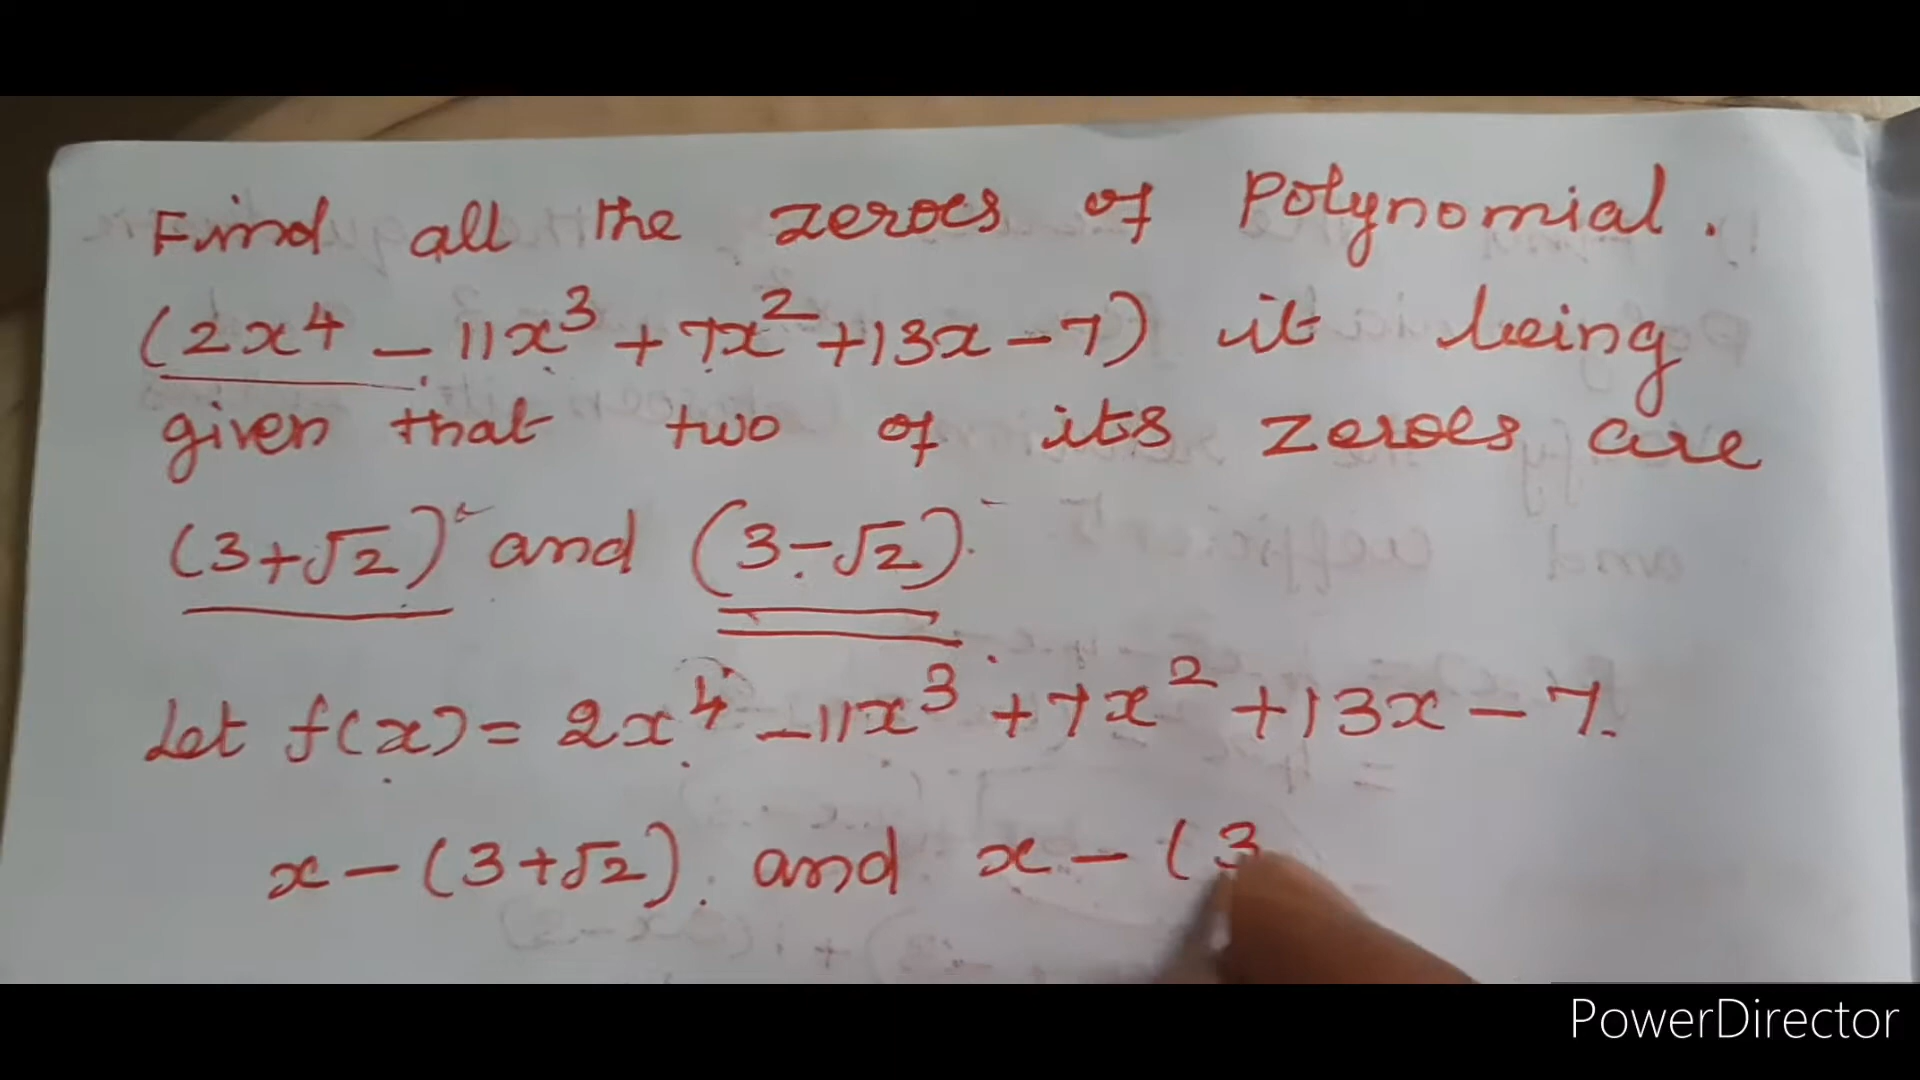 Find all the zeroes of Polynomial.
(2x⁴ - 11x³ + 7x² + 13x - 7) it being
given that two of its zeroes are
(3+√2) and (3-√2).
Let f(x) = 2x⁴ - 11x³ + 7x² + 13x - 7.
x - (3+√2). and x - (3
PowerDirector